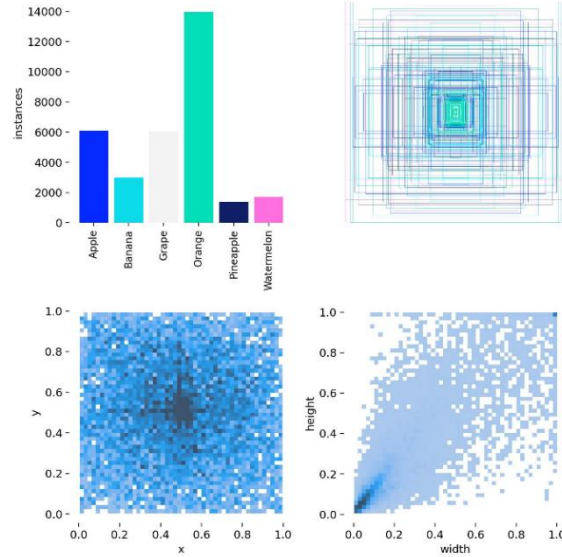 14000
12000
10000
8000
6000
4000
2000
0
instances
Apple
Banana
Grape
Orange
Pineapple
Watermelon
1.0
0.8
0.6
0.4
0.2
0.0
y
0.0 0.2 0.4 0.6 0.8 1.0
x
1.0
0.8
0.6
0.4
0.2
0.0
height
0.0 0.2 0.4 0.6 0.8 1.0
width